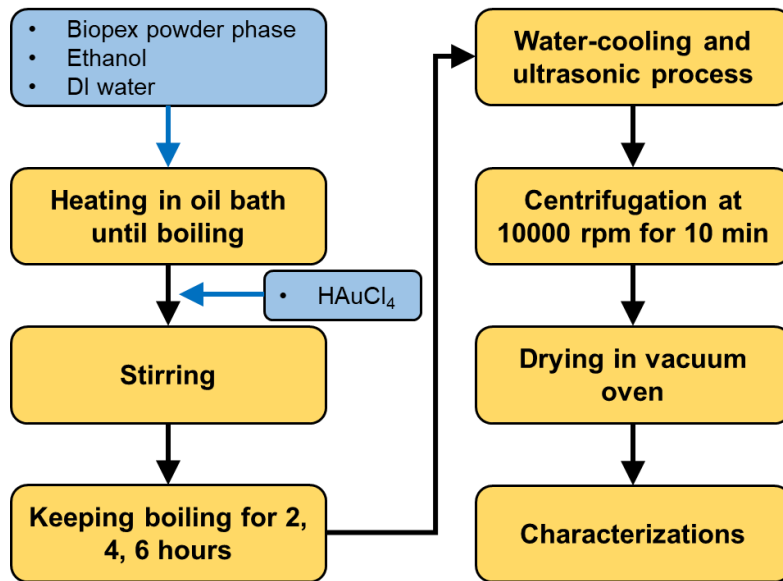 • Biopex powder phase
• Ethanol
• DI water
Heating in oil bath
until boiling
• HAuCl₄
Stirring
Keeping boiling for 2,
4, 6 hours
Water-cooling and
ultrasonic process
Centrifugation at
10000 rpm for 10 min
Drying in vacuum
oven
Characterizations